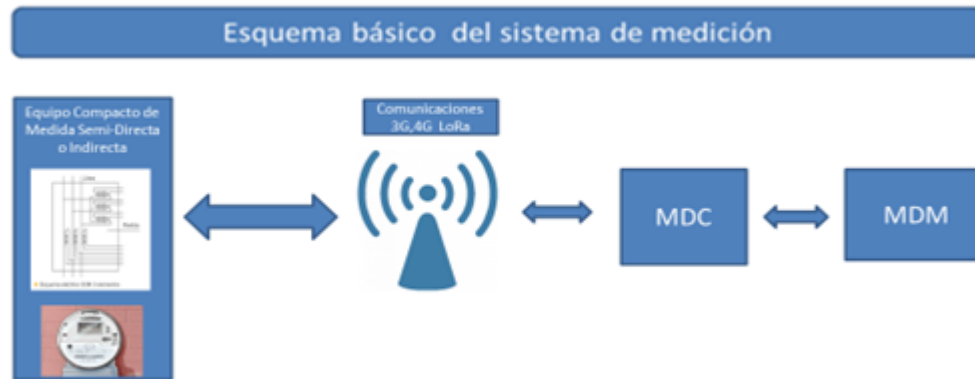 Esquema básico del sistema de medición
Equipo Compacto de
Medida Semi-Directa
o Indirecta
Comunicaciones
3G,4G LoRa
MDC
MDM